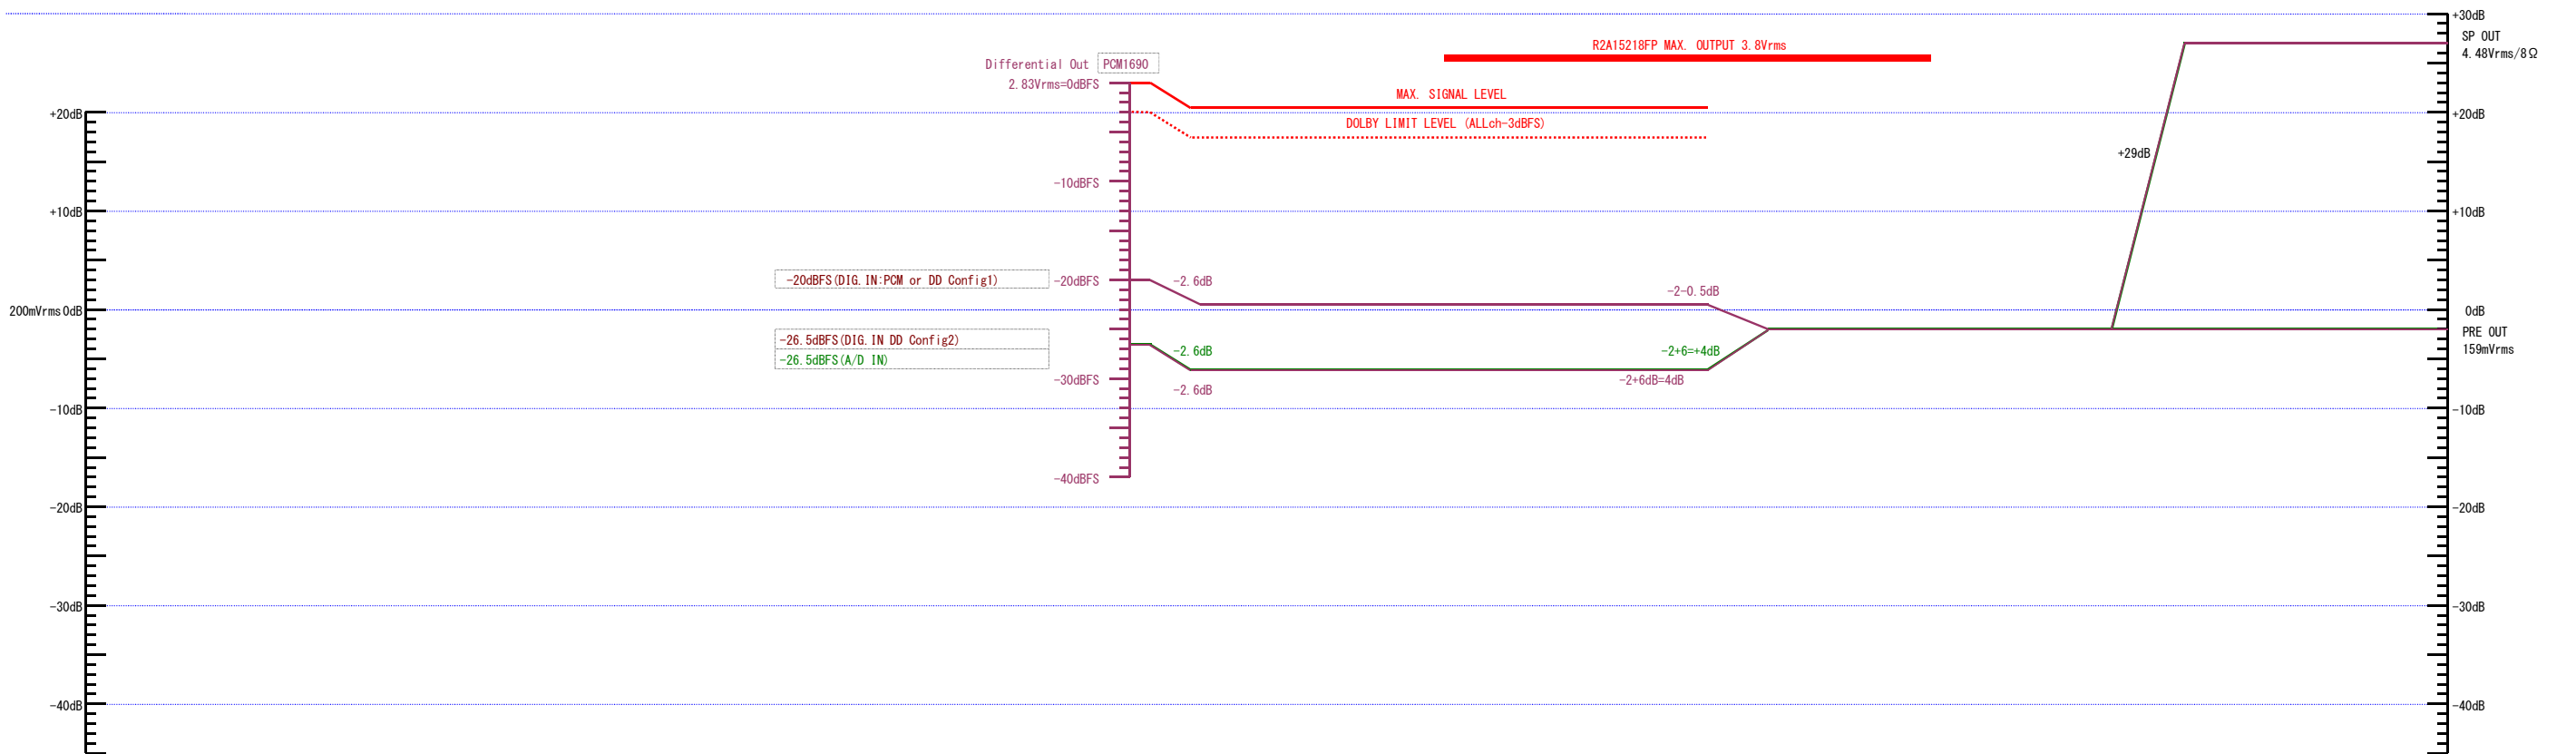 +30dB
SP OUT
4.48Vrms/8Ω
R2A15218FP MAX. OUTPUT 3.8Vrms
Differential Out PCM1690
2.83Vrms=0dBFS
MAX. SIGNAL LEVEL
+20dB
+20dB
DOLBY LIMIT LEVEL (ALLch-3dBFS)
+29dB
-10dBFS
+10dB
+10dB
-20dBFS(DIG.IN:PCM or DD Config1)
-20dBFS
-2.6dB
-2-0.5dB
200mVrms 0dB
0dB
PRE OUT
159mVrms
-26.5dBFS(DIG.IN DD Config2)
-26.5dBFS(A/D IN)
-2.6dB
-2+6=+4dB
-30dBFS
-2.6dB
-2+6dB=4dB
-10dB
-10dB
-40dBFS
-20dB
-20dB
-30dB
-30dB
-40dB
-40dB